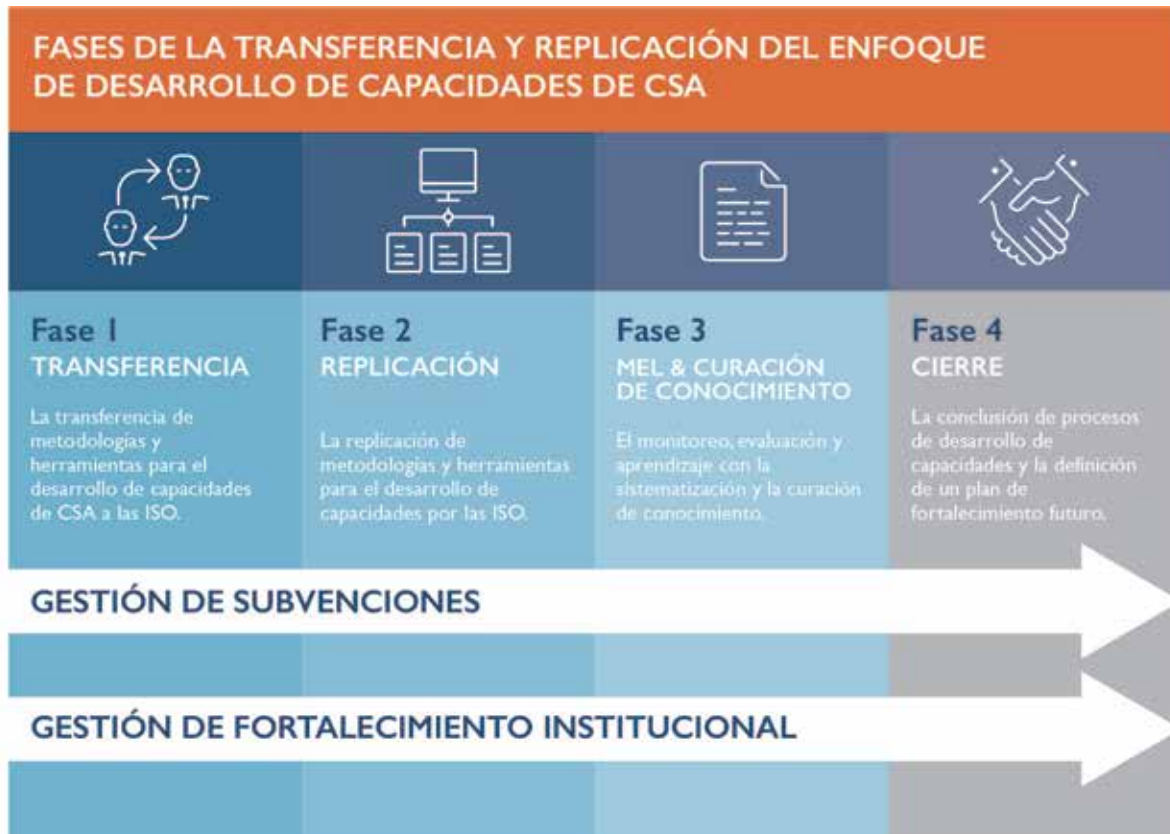 FASES DE LA TRANSFERENCIA Y REPLICACIÓN DEL ENFOQUE
DE DESARROLLO DE CAPACIDADES DE CSA
Fase 1
TRANSFERENCIA
La transferencia de
metodologías y
herramientas para el
desarrollo de capacidades
de CSA a las ISO.
Fase 2
REPLICACIÓN
La replicación de
metodologías y herramientas
para el desarrollo de
capacidades por las ISO.
Fase 3
MEL & CURACIÓN
DE CONOCIMIENTO
El monitoreo, evaluación y
aprendizaje con la
sistematización y la curación
de conocimiento.
Fase 4
CIERRE
La conclusión de procesos
de desarrollo de
capacidades y la definición
de un plan de
fortalecimiento futuro.
GESTIÓN DE SUBVENCIONES
GESTIÓN DE FORTALECIMIENTO INSTITUCIONAL